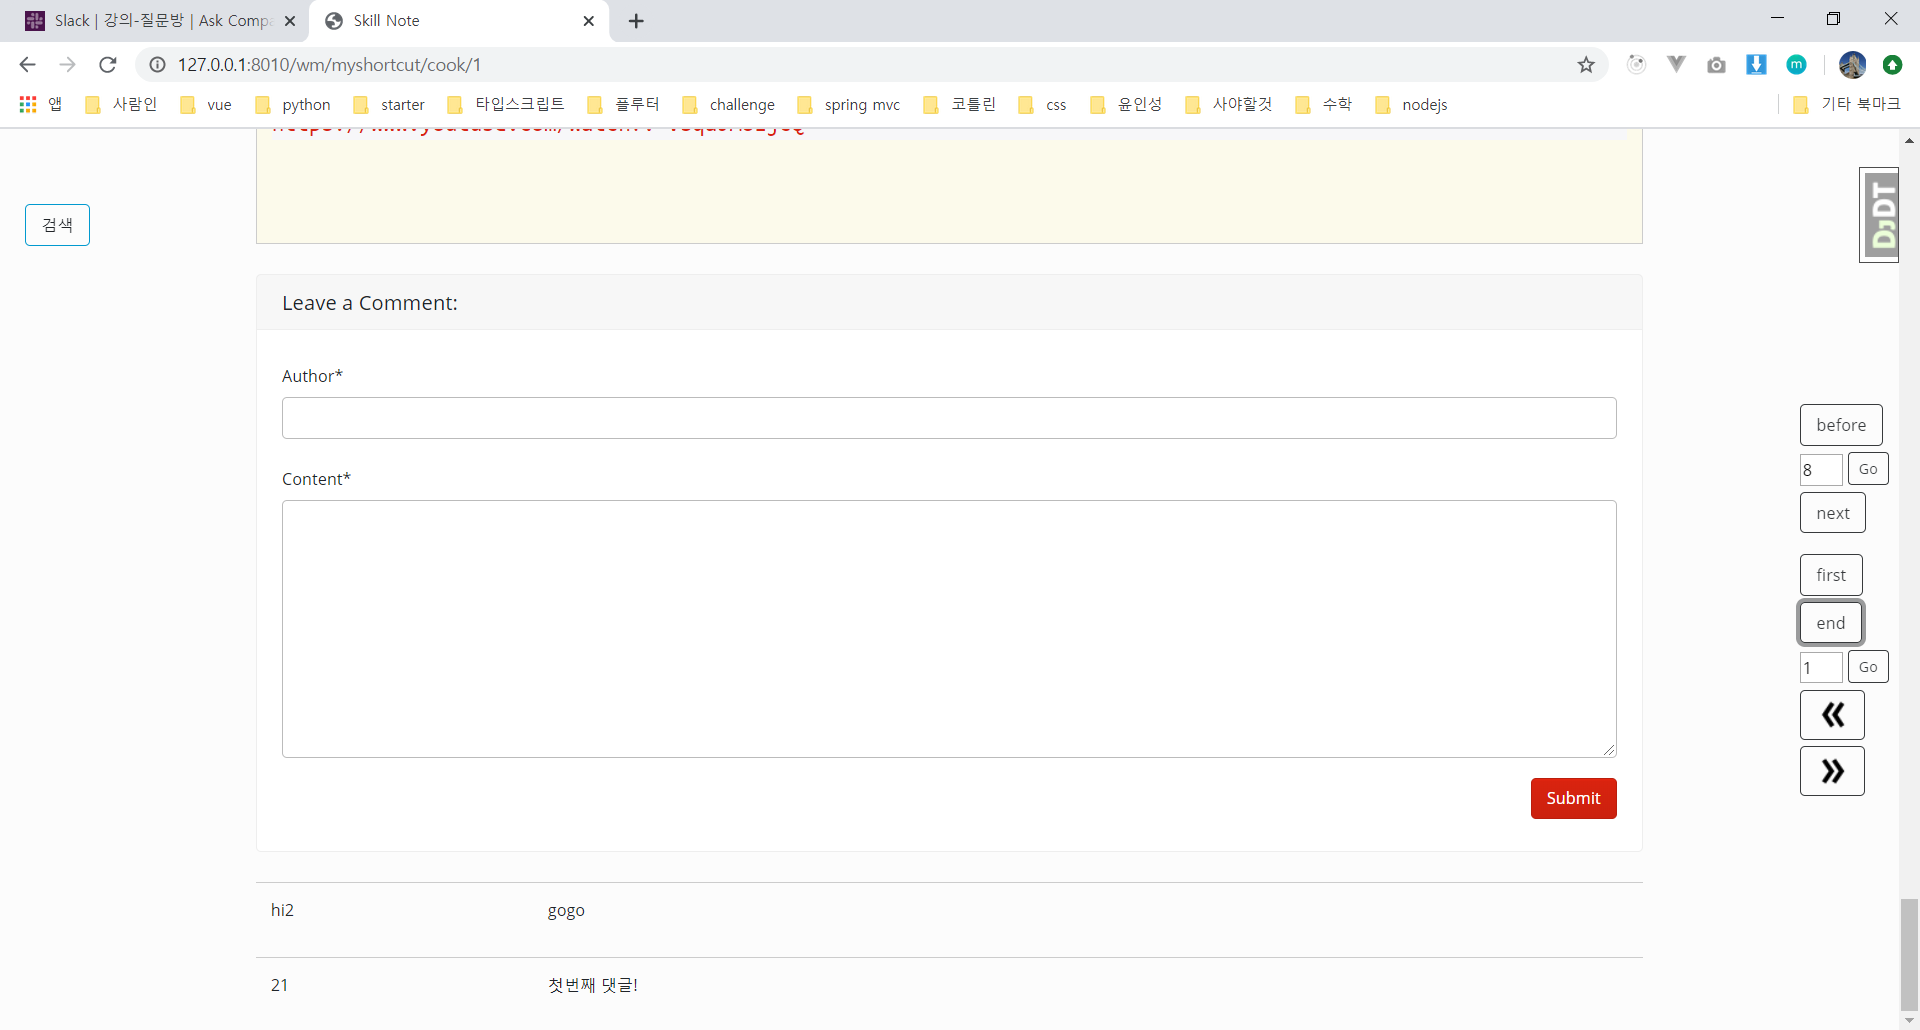 Slack | 강의-질문방 | Ask Comp
Skill Note
127.0.0.1:8010/wm/myshortcut/cook/1
앱 사람인 vue python starter 타입스크립트 플루터 challenge spring mvc 코틀린 css 윤인성 사야할것 수학 nodejs 기타 북마크
검색
DjDT
Leave a Comment:
Author*
Content*
Submit
before
8 Go
next
first
end
1 Go
«
»
hi2 gogo
21 첫번째 댓글!